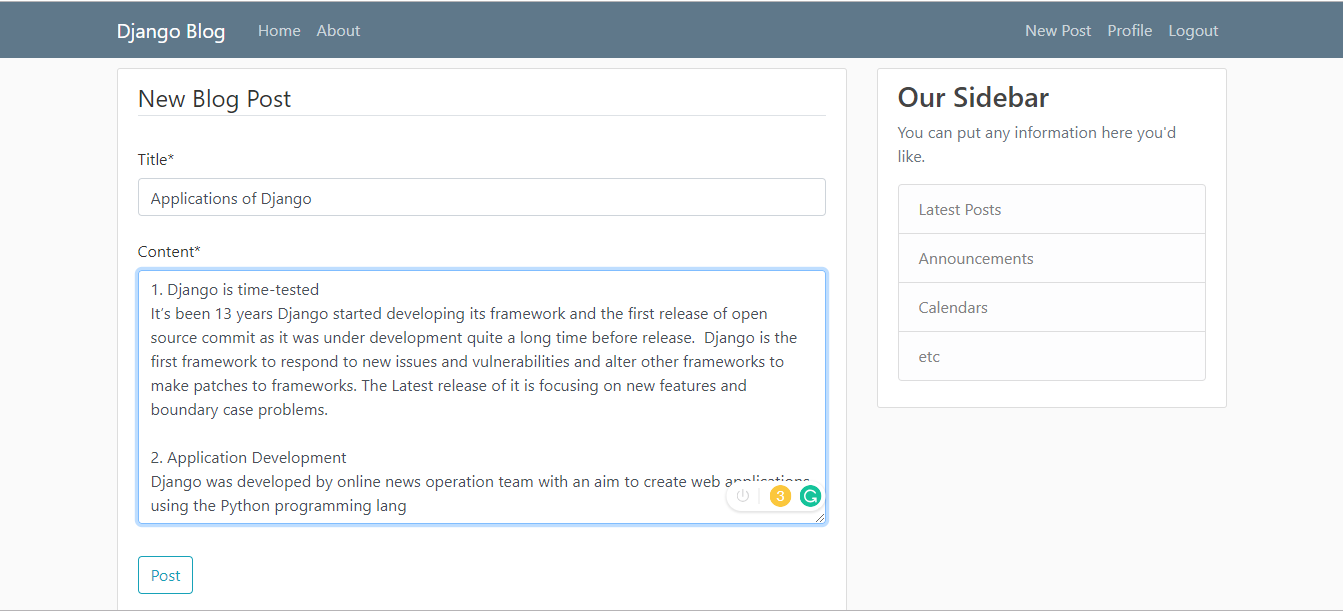 Django Blog Home About New Post Profile Logout
New Blog Post
Title*
Applications of Django
Content*
1. Django is time-tested
It’s been 13 years Django started developing its framework and the first release of open
source commit as it was under development quite a long time before release.  Django is the
first framework to respond to new issues and vulnerabilities and alter other frameworks to
make patches to frameworks. The Latest release of it is focusing on new features and
boundary case problems.
2. Application Development
Django was developed by online news operation team with an aim to create web applications
using the Python programming lang
3
Post
Our Sidebar
You can put any information here you'd
like.
Latest Posts
Announcements
Calendars
etc